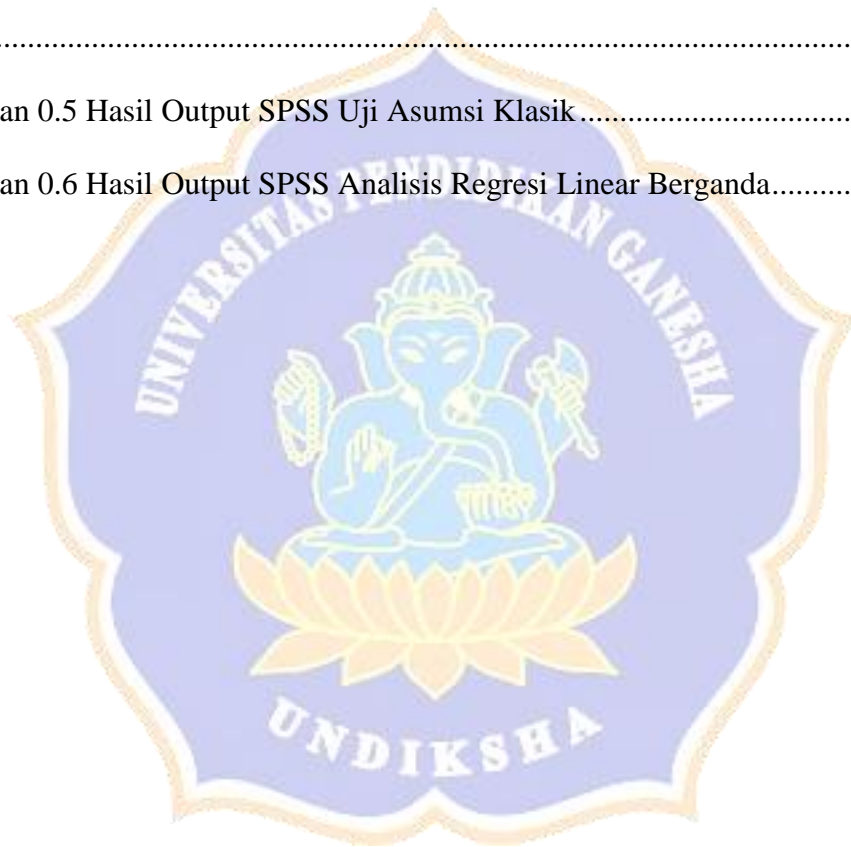 ................................................................................
an 0.5 Hasil Output SPSS Uji Asumsi Klasik..................................
an 0.6 Hasil Output SPSS Analisis Regresi Linear Berganda..........
UNIVERSITAS PENDIDIKAN GANESHA
UNDIKSHA